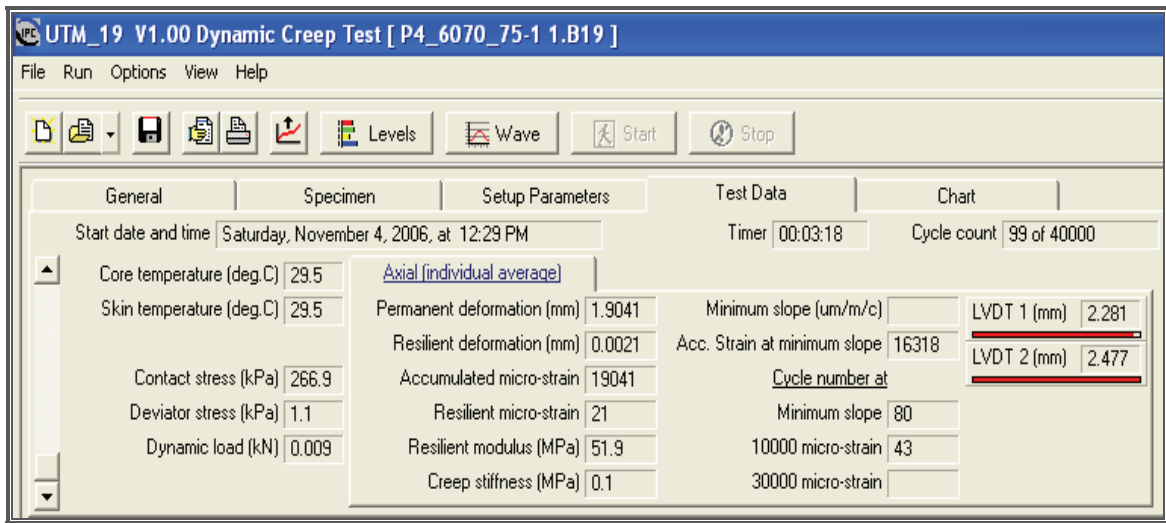 IPC UTM_19 V1.00 Dynamic Creep Test [ P4_6070_75-1 1.B19 ]
File Run Options View Help
Levels Wave Start Stop
General Specimen Setup Parameters Test Data Chart
Start date and time Saturday, November 4, 2006, at 12:29 PM Timer 00:03:18 Cycle count 99 of 40000
Core temperature (deg.C) 29.5 Axial (individual average)
Skin temperature (deg.C) 29.5 Permanent deformation (mm) 1.9041 Minimum slope (um/m/c) LVDT 1 (mm) 2.281
Resilient deformation (mm) 0.0021 Acc. Strain at minimum slope 16318 LVDT 2 (mm) 2.477
Contact stress (kPa) 266.9 Accumulated micro-strain 19041 Cycle number at
Deviator stress (kPa) 1.1 Resilient micro-strain 21 Minimum slope 80
Dynamic load (kN) 0.009 Resilient modulus (MPa) 51.9 10000 micro-strain 43
Creep stiffness (MPa) 0.1 30000 micro-strain